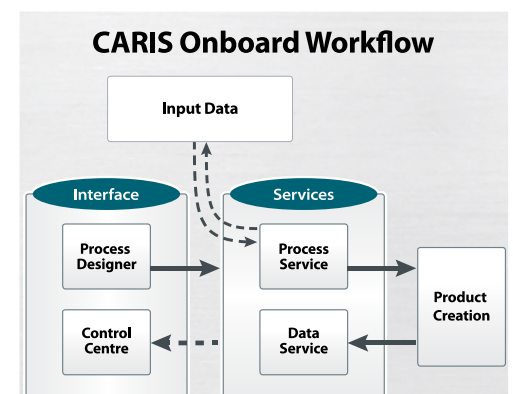 CARIS Onboard Workflow
Input Data
Interface
Services
Process
Designer
Process
Service
Product
Creation
Control
Centre
Data
Service